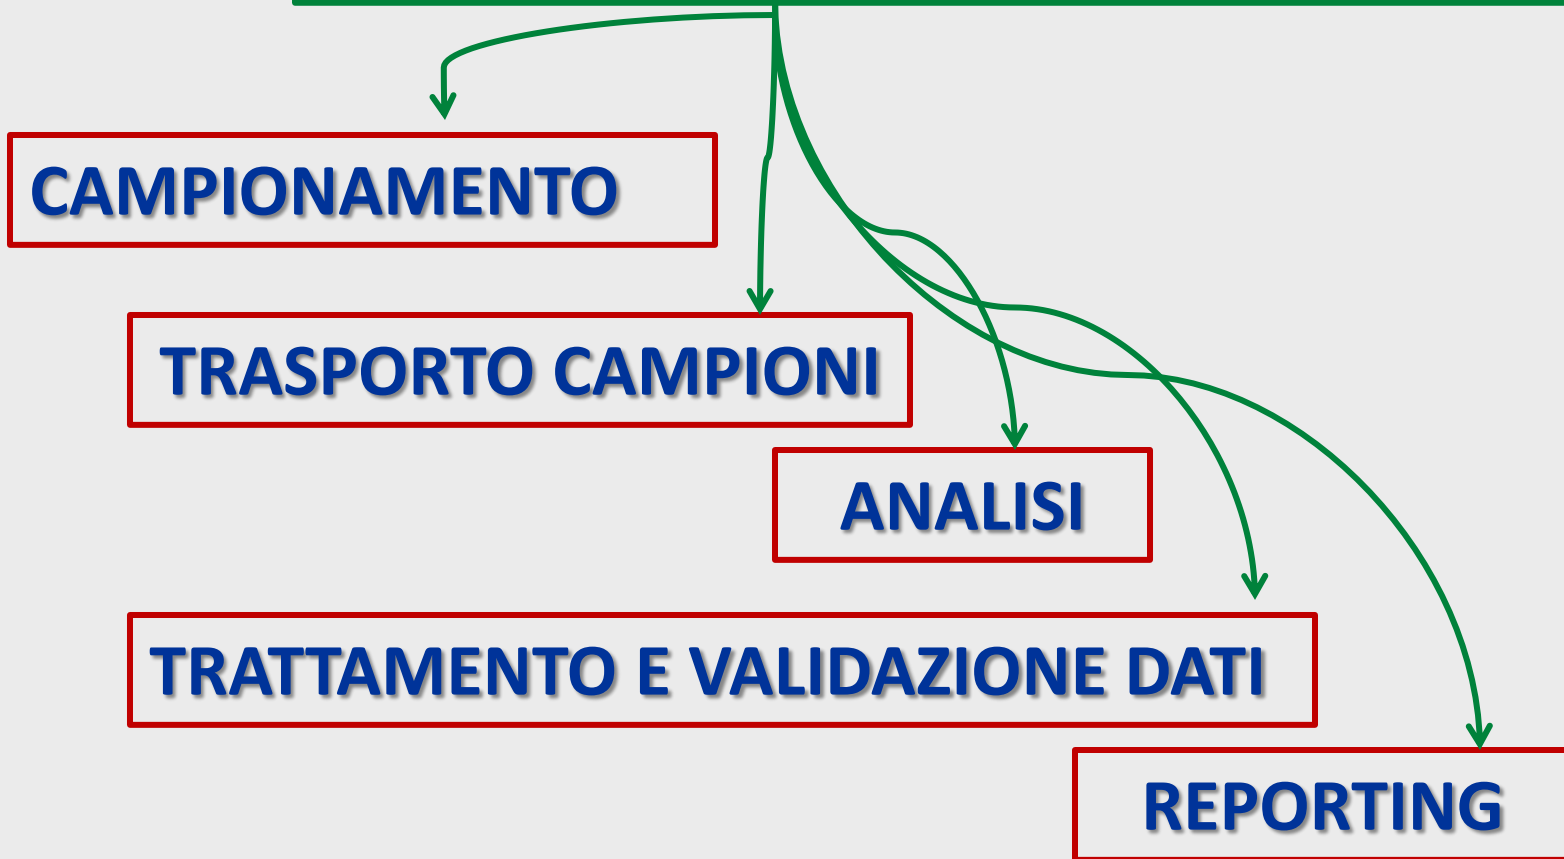 CAMPIONAMENTO
TRASPORTO CAMPIONI
ANALISI
TRATTAMENTO E VALIDAZIONE DATI
REPORTING